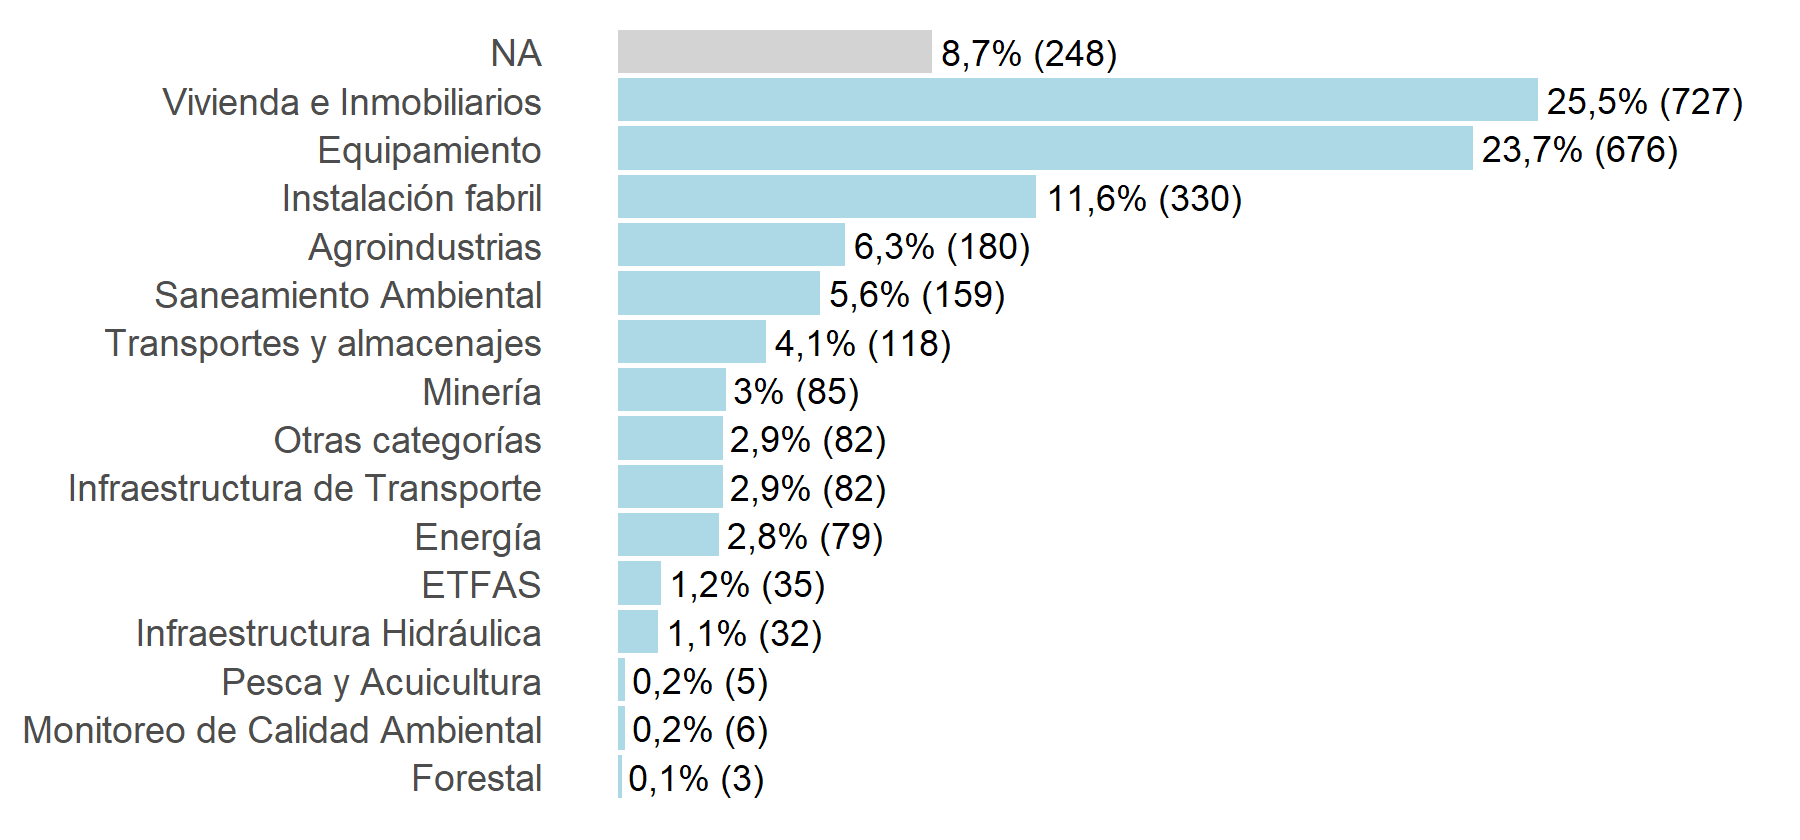 NA 8,7% (248)
Vivienda e Inmobiliarios 25,5% (727)
Equipamiento 23,7% (676)
Instalación fabril 11,6% (330)
Agroindustrias 6,3% (180)
Saneamiento Ambiental 5,6% (159)
Transportes y almacenajes 4,1% (118)
Minería 3% (85)
Otras categorías 2,9% (82)
Infraestructura de Transporte 2,9% (82)
Energía 2,8% (79)
ETFAS 1,2% (35)
Infraestructura Hidráulica 1,1% (32)
Pesca y Acuicultura 0,2% (5)
Monitoreo de Calidad Ambiental 0,2% (6)
Forestal 0,1% (3)